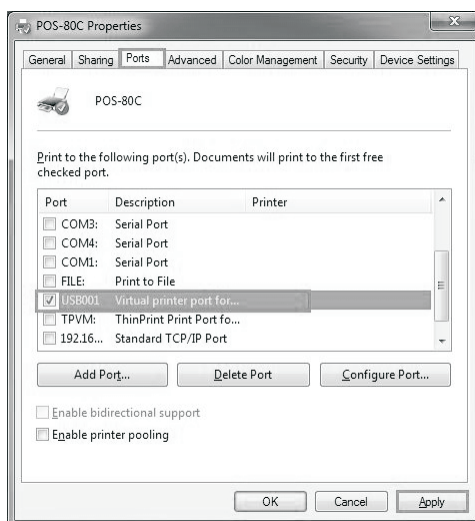 POS-80C Properties
x
General Sharing Ports Advanced Color Management Security Device Settings
POS-80C
Print to the following port(s). Documents will print to the first free
checked port.
Port Description Printer
COM3: Serial Port
COM4: Serial Port
COM1: Serial Port
FILE: Print to File
USB001 Virtual printer port for...
TPVM: ThinPrint Print Port fo...
192.16... Standard TCP/IP Port
Add Port... Delete Port Configure Port...
Enable bidirectional support
Enable printer pooling
OK Cancel Apply